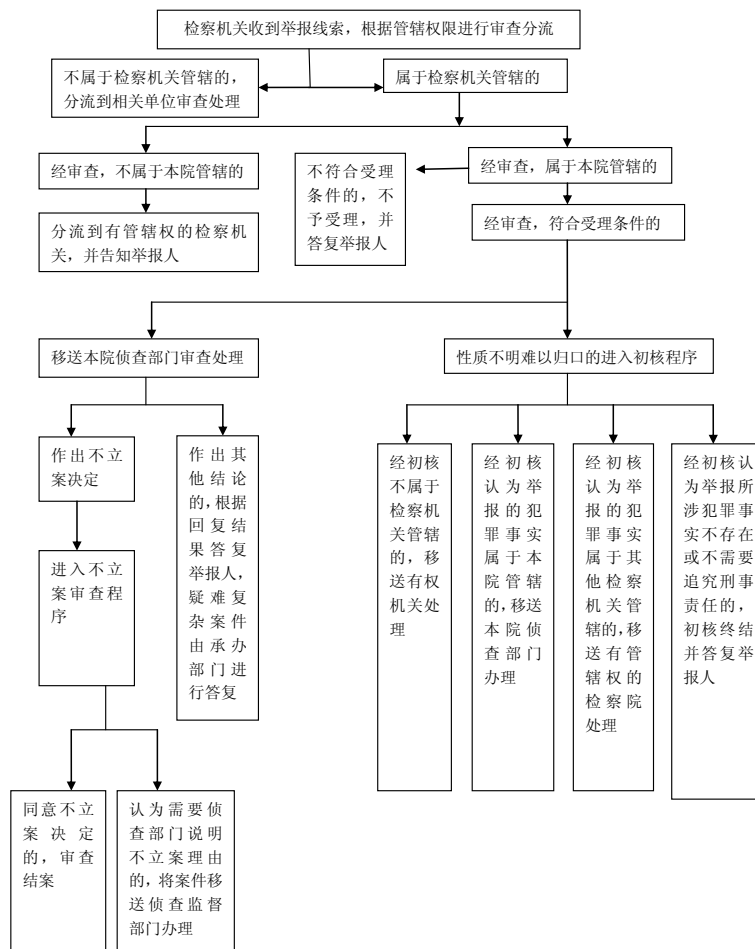 检察机关收到举报线索，根据管辖权限进行审查分流
不属于检察机关管辖的，
分流到相关单位审查处理
属于检察机关管辖的
经审查，不属于本院管辖的
不符合受理
条件的，不
予受理，并
答复举报人
经审查，属于本院管辖的
分流到有管辖权的检察机
关，并告知举报人
经审查，符合受理条件的
移送本院侦查部门审查处理
性质不明难以归口的进入初核程序
作出不立
案决定
作出其
他结论
的，根据
回复结
果答复
举报人，
疑难复
杂案件
由承办
部门进
行答复
经初核
不属于
检察机
关管辖
的，移
送有权
机关处
理
经初核
认为举
报的犯
罪事实
属于本
院管辖
的，移送
本院侦
查部门
办理
经初核
认为举
报的犯
罪事实
属于其
他检察
机关管
辖的，移
送有管
辖权的
检察院
处理
经初核认
为举报所
涉犯罪事
实不存在
或不需要
追究刑事
责任的，
初核终结
并答复举
报人
进入不立
案审查程
序
同意不立
案决定
的，审查
结案
认为需要侦
查部门说明
不立案理由
的，将案件移
送侦查监督
部门办理